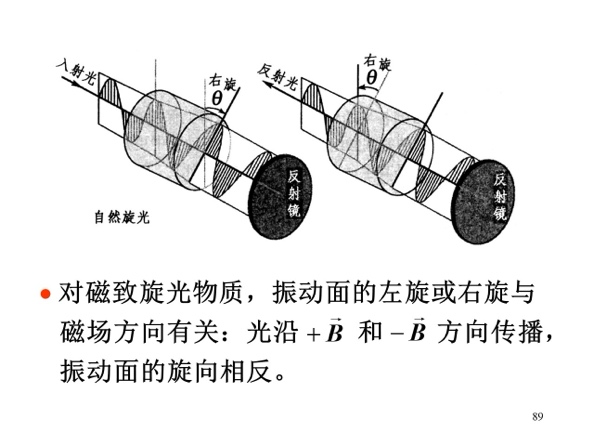 入射光
右旋
θ
反射镜
自然旋光
反射光
右旋
θ
反射镜
• 对磁致旋光物质，振动面的左旋或右旋与
磁场方向有关：光沿 +B⃗ 和 −B⃗ 方向传播，
振动面的旋向相反。
89